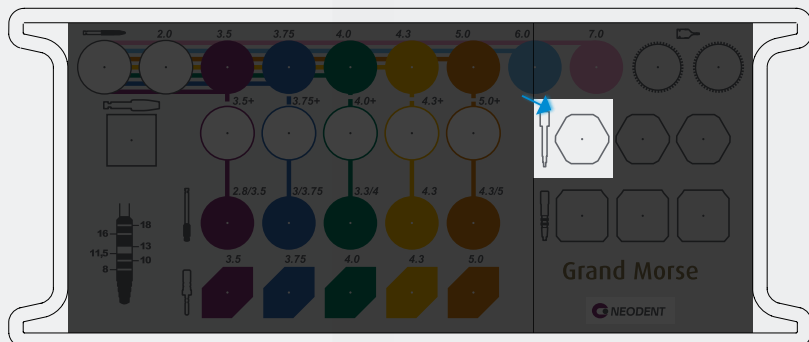 2.0 3.5 3.75 4.0 4.3 5.0 6.0 7.0
3.5+ 3.75+ 4.0+ 4.3+ 5.0+
2.8/3.5 3/3.75 3.3/4 4.3 4.3/5
16 18
11,5 13
8 10
3.5 3.75 4.0 4.3 5.0
Grand Morse
NEODENT